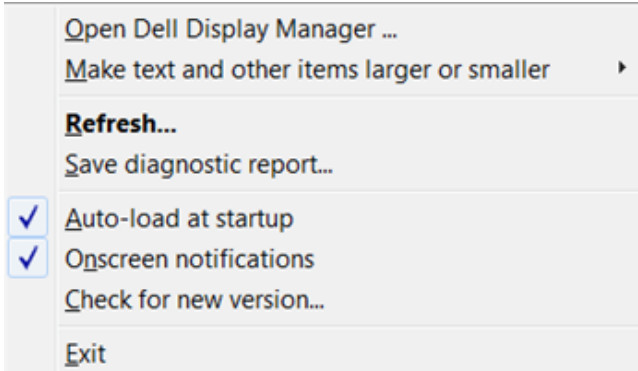 Open Dell Display Manager ...
Make text and other items larger or smaller
Refresh...
Save diagnostic report...
Auto-load at startup
Onscreen notifications
Check for new version...
Exit